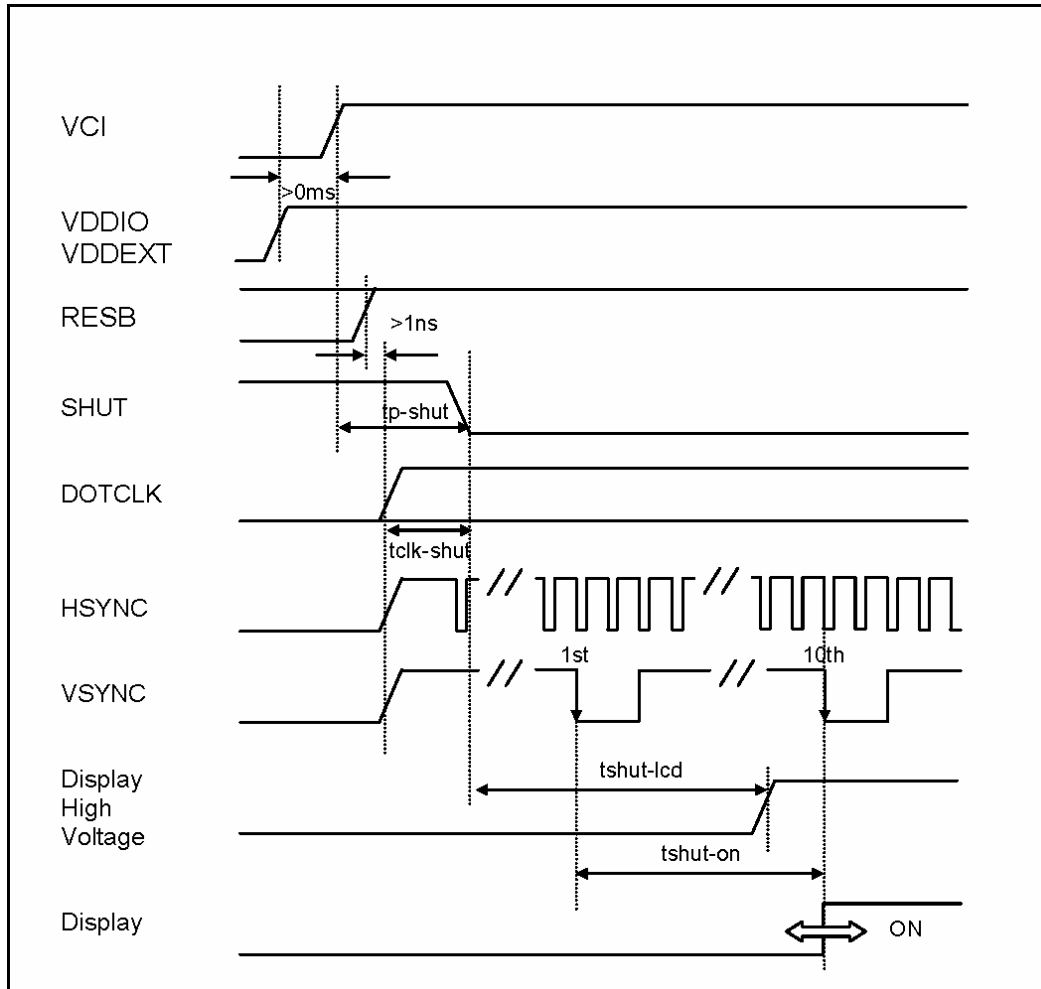 VCI
>0ms
VDDIO
VDDEXT
RESB
>1ns
SHUT
tp-shut
DOTCLK
tclk-shut
HSYNC
1st
10th
VSYNC
Display
High
Voltage
tshut-lcd
tshut-on
Display
ON